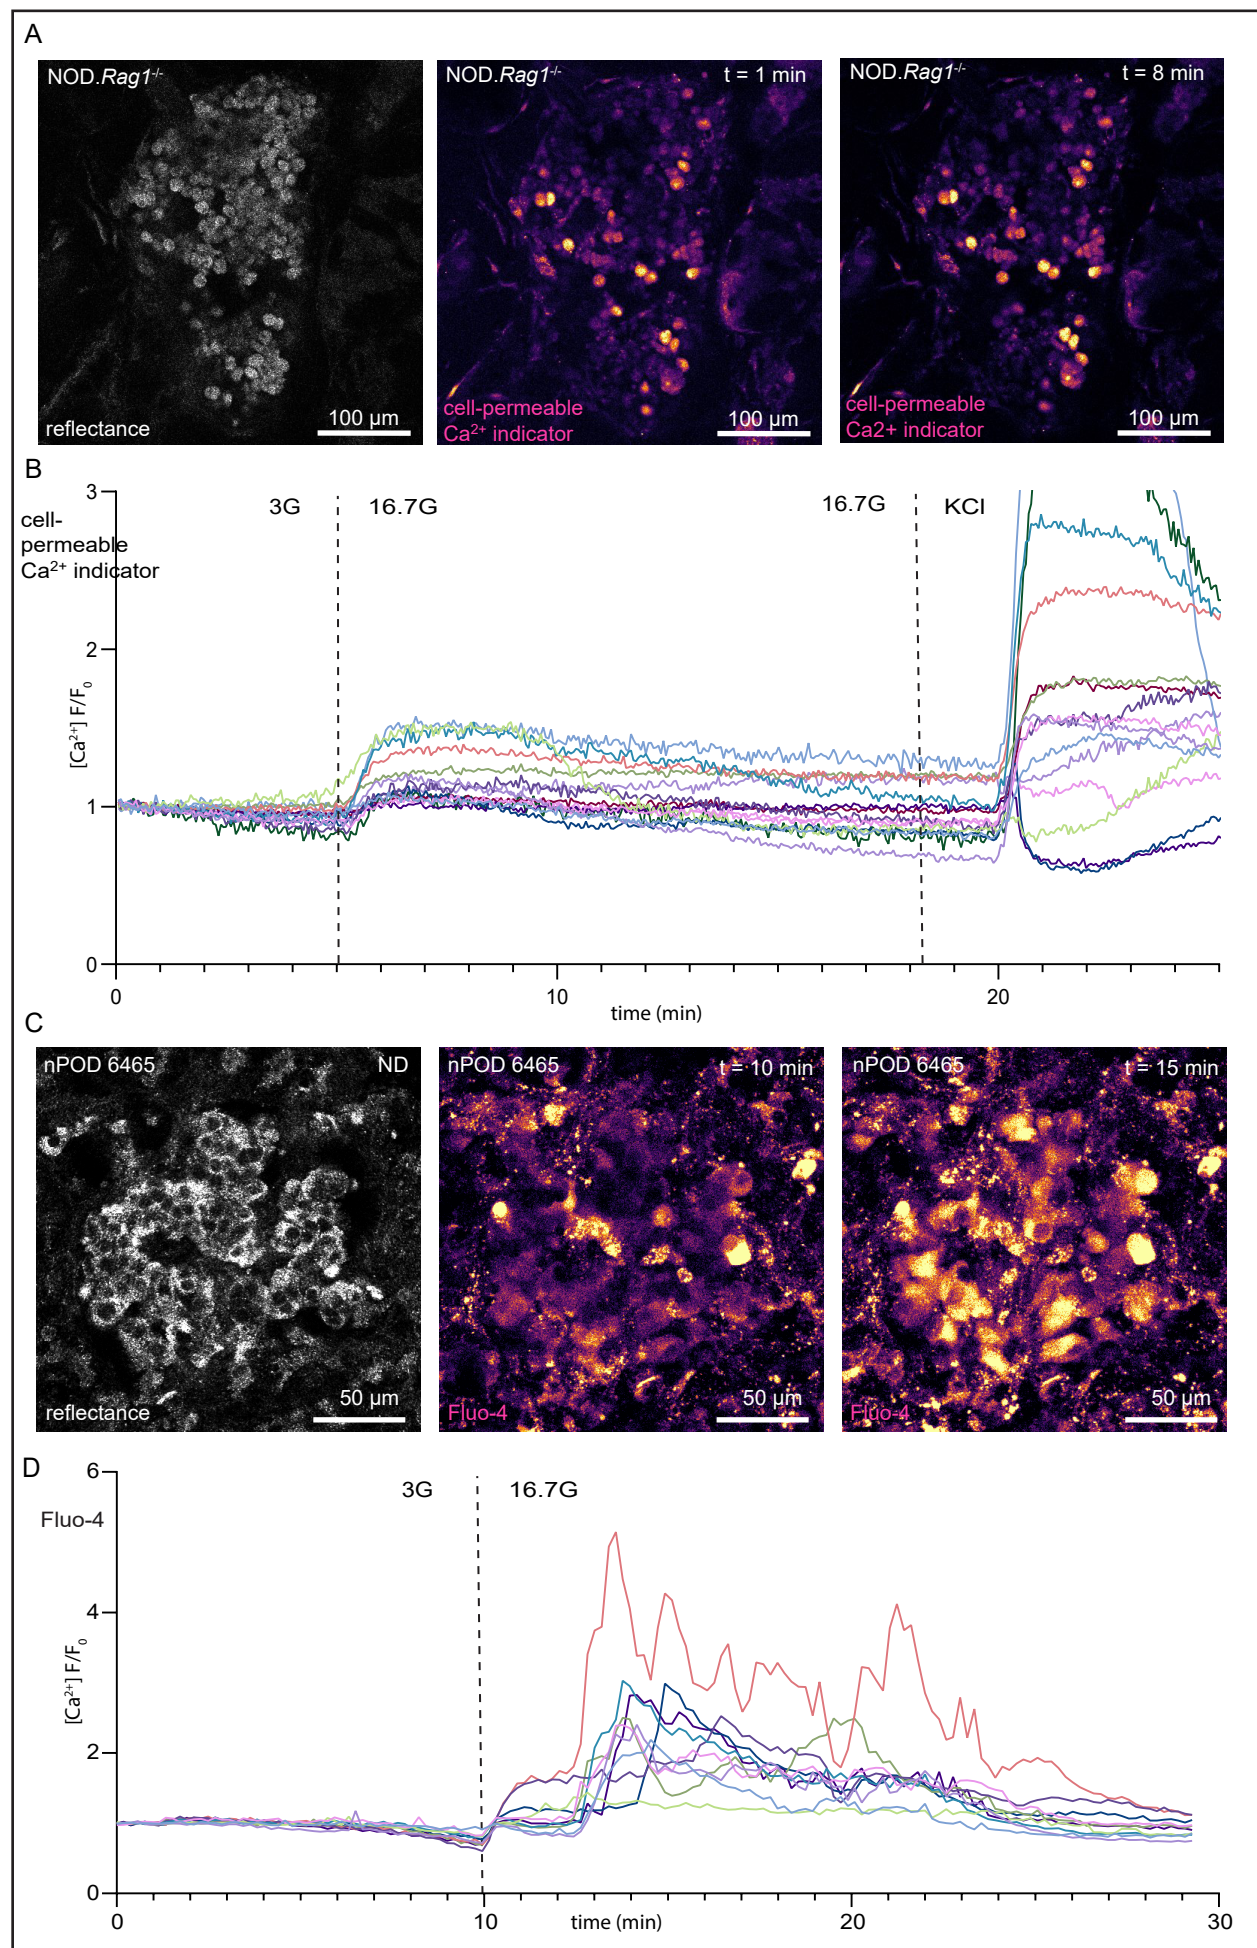 A
NOD.Rag1-/-
reflectance
100 µm
NOD.Rag1-/-
t = 1 min
cell-permeable
Ca2+ indicator
100 µm
NOD.Rag1-/-
t = 8 min
cell-permeable
Ca2+ indicator
100 µm
B
cell-
permeable
Ca2+ indicator
3G
16.7G
16.7G
KCl
[Ca2+] F/F0
3
2
1
0
0
10
20
time (min)
C
nPOD 6465
ND
reflectance
50 µm
nPOD 6465
t = 10 min
Fluo-4
50 µm
nPOD 6465
t = 15 min
Fluo-4
50 µm
D
Fluo-4
3G
16.7G
[Ca2+] F/F0
6
4
2
0
0
10
20
30
time (min)